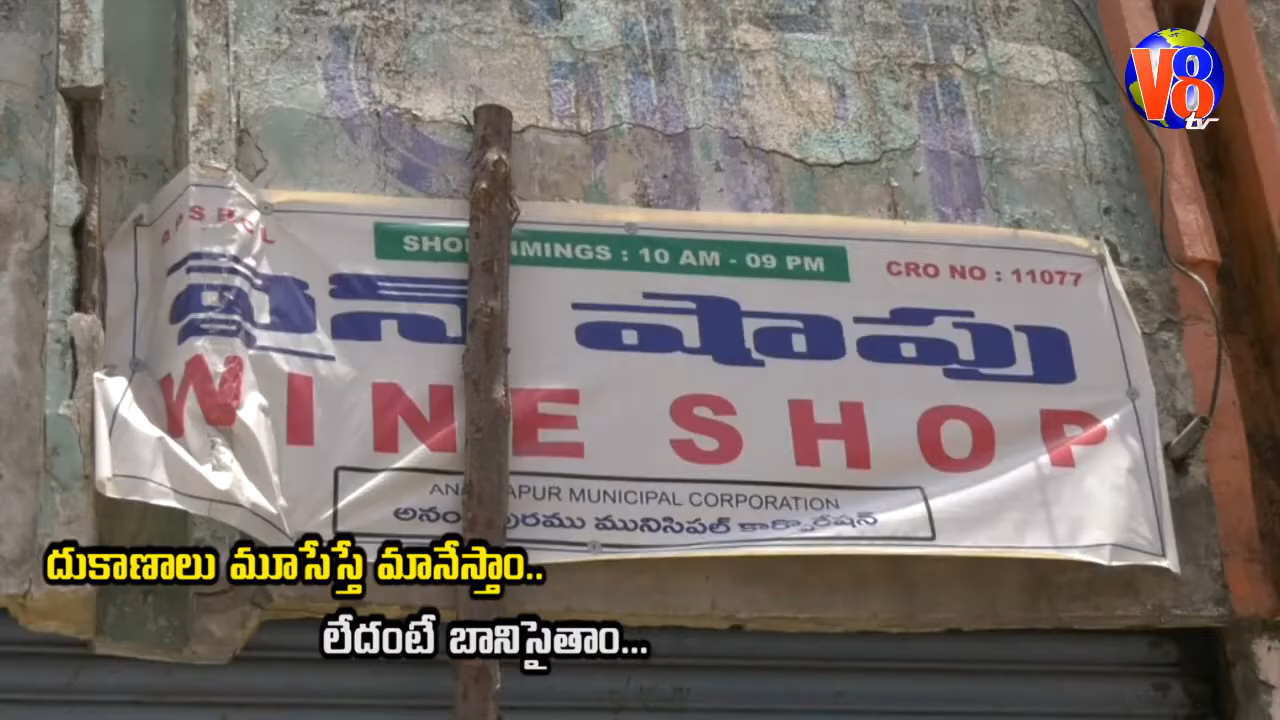 V8 tv
SHOP TIMINGS : 10 AM - 09 PM
CRO NO : 11077
వైన్ షాపు
WINE SHOP
ANANTAPUR MUNICIPAL CORPORATION
అనంతపురము మునిసిపల్ కార్పొరేషన్
దుకాణాలు మూసేస్తే మానేస్తాం..
లేదంటే బానిసైతాం...